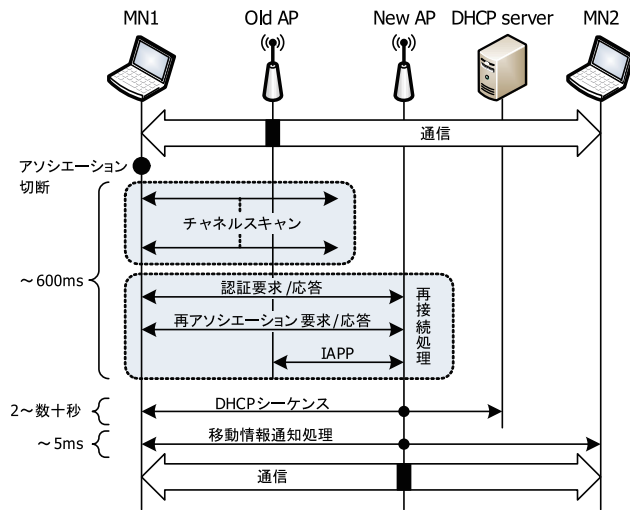 MN1
Old AP
New AP
DHCP server
MN2
通信
アソシエーション
切断
チャネルスキャン
～600ms
認証要求/応答
再アソシエーション要求/応答
IAPP
再接続処理
2～数十秒
DHCPシーケンス
～5ms
移動情報通知処理
通信